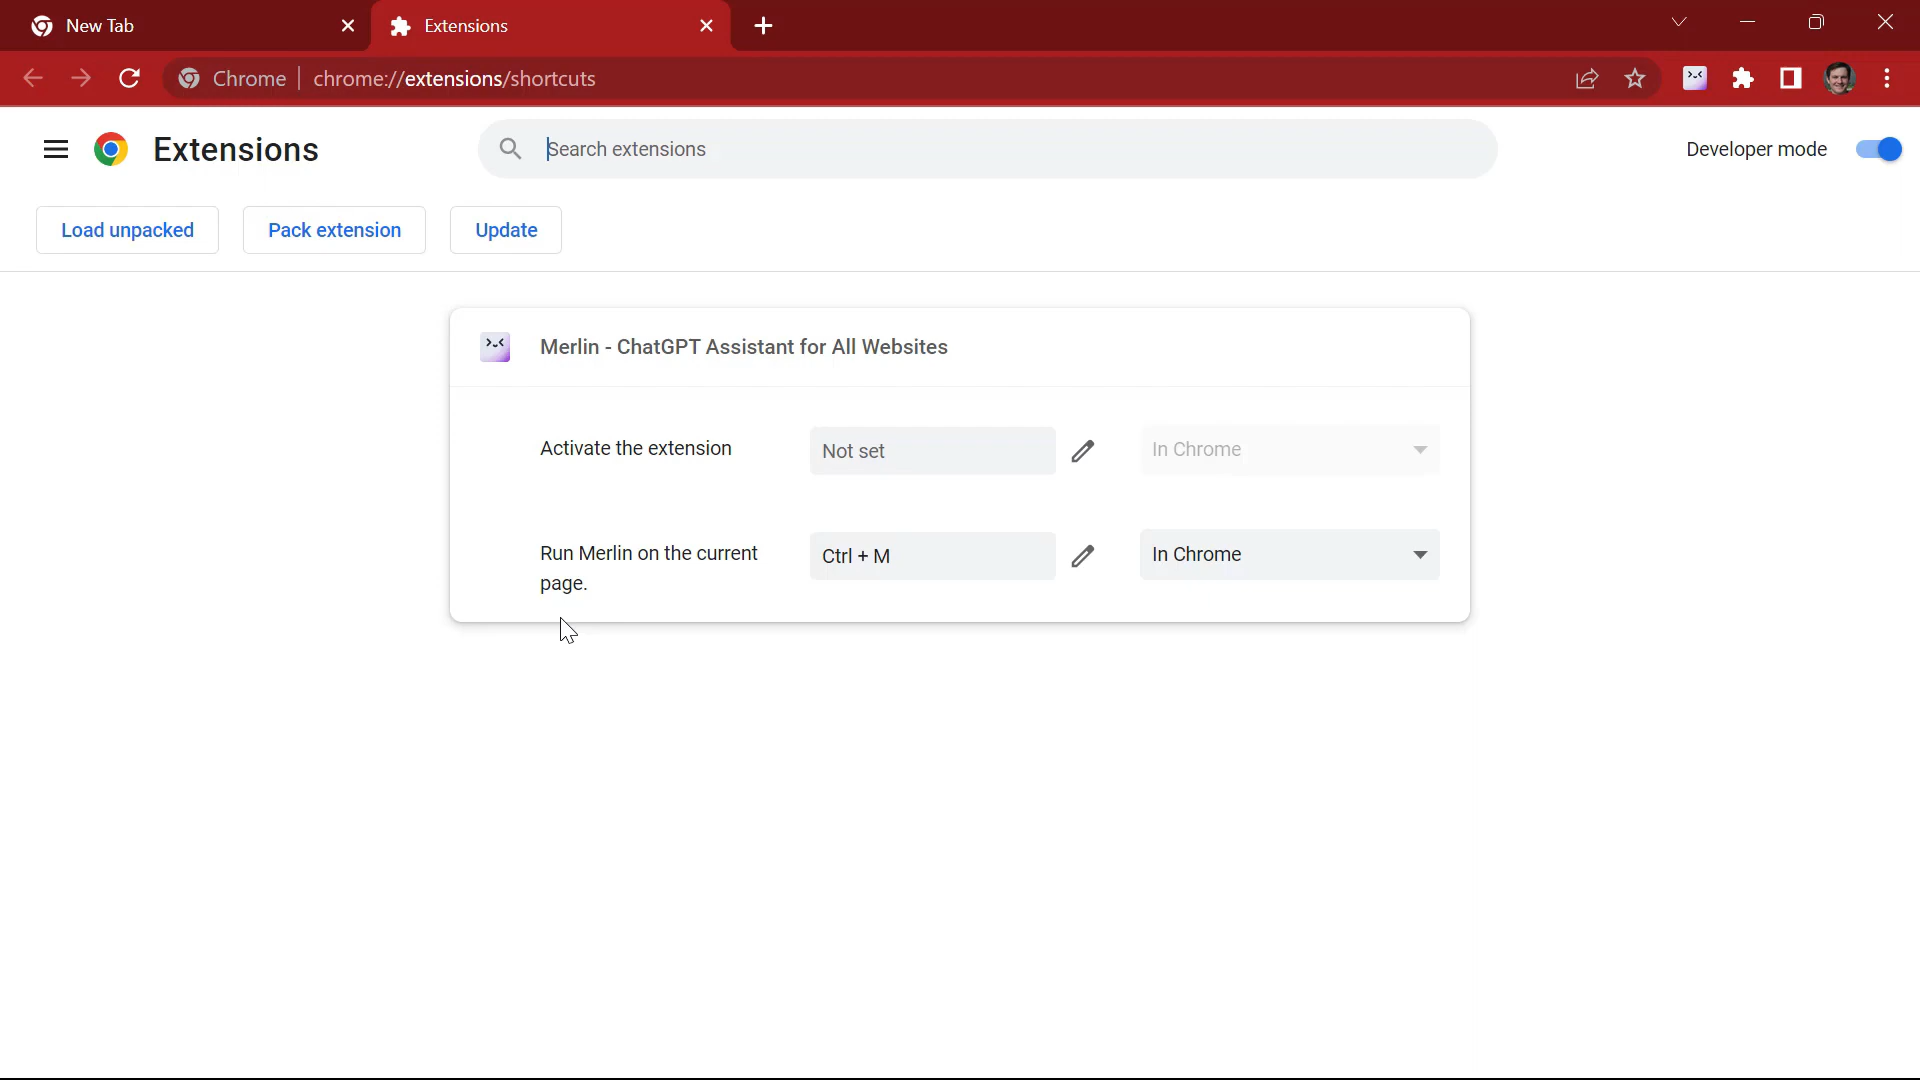 New Tab
Extensions
Chrome
chrome://extensions/shortcuts
Extensions
Search extensions
Developer mode
Load unpacked
Pack extension
Update
Merlin - ChatGPT Assistant for All Websites
Activate the extension
Not set
In Chrome
Run Merlin on the current
page.
Ctrl + M
In Chrome